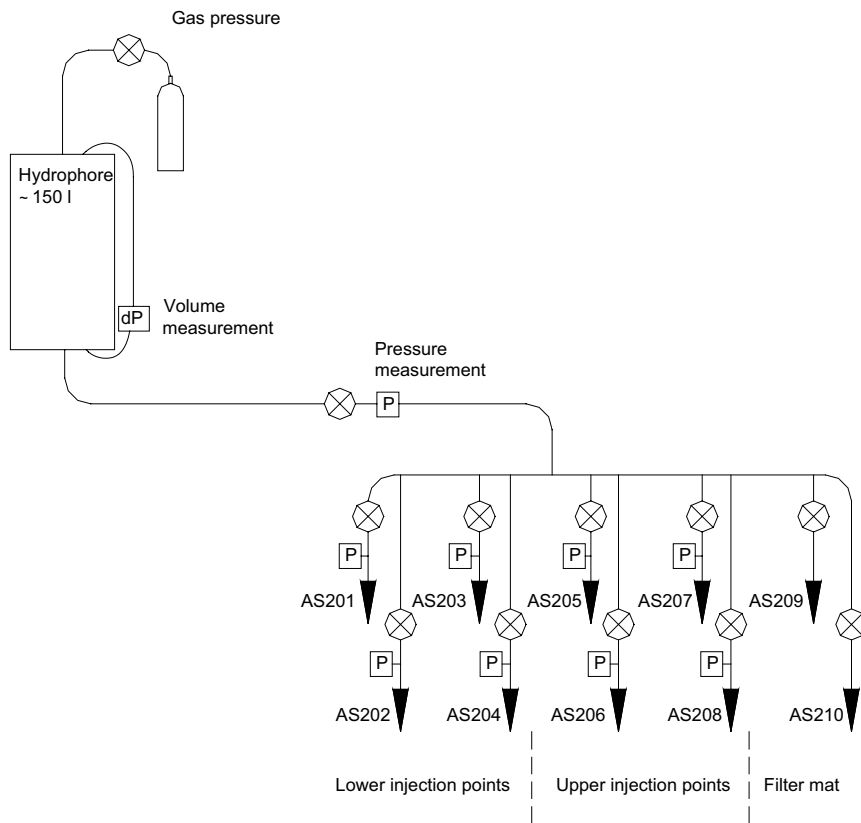 Gas pressure
Hydrophore
~ 150 l
dP
Volume
measurement
Pressure
measurement
P
P
P
P
P
AS201
AS203
AS205
AS207
AS209
P
P
P
P
AS202
AS204
AS206
AS208
AS210
Lower injection points
Upper injection points
Filter mat